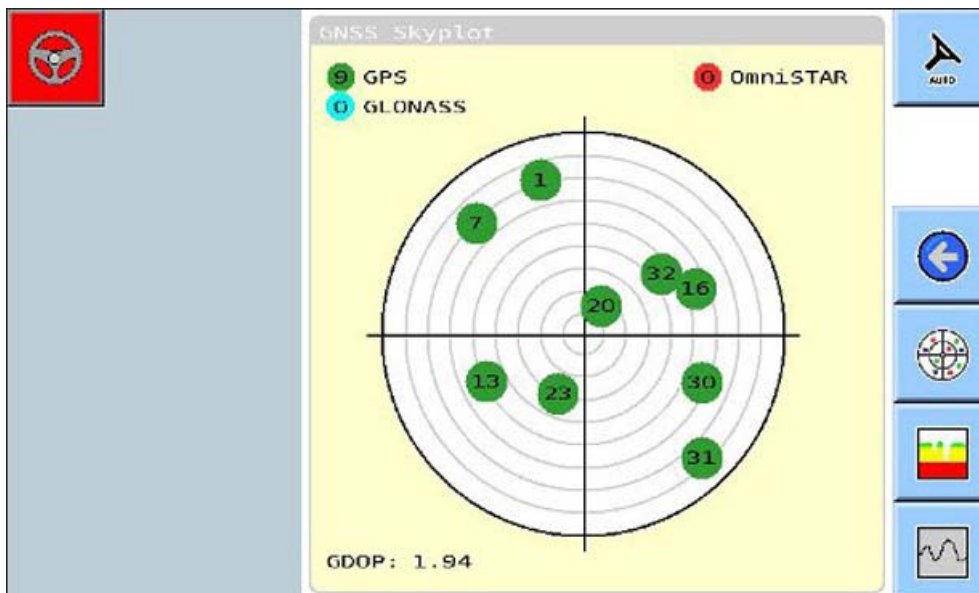 GNSS Skyplot
9 GPS
0 OmniSTAR
AUTO
0 GLONASS
1
7
32
16
20
13
23
30
31
GDOP: 1.94